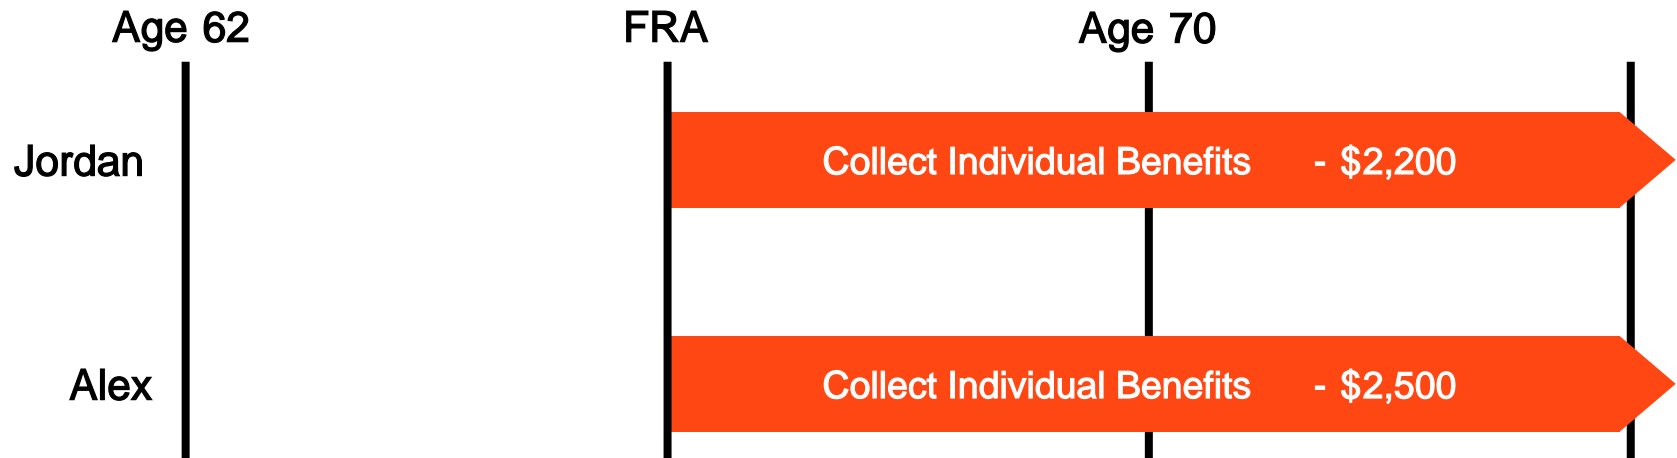 Age 62 FRA Age 70
Jordan Collect Individual Benefits - $2,200
Alex Collect Individual Benefits - $2,500